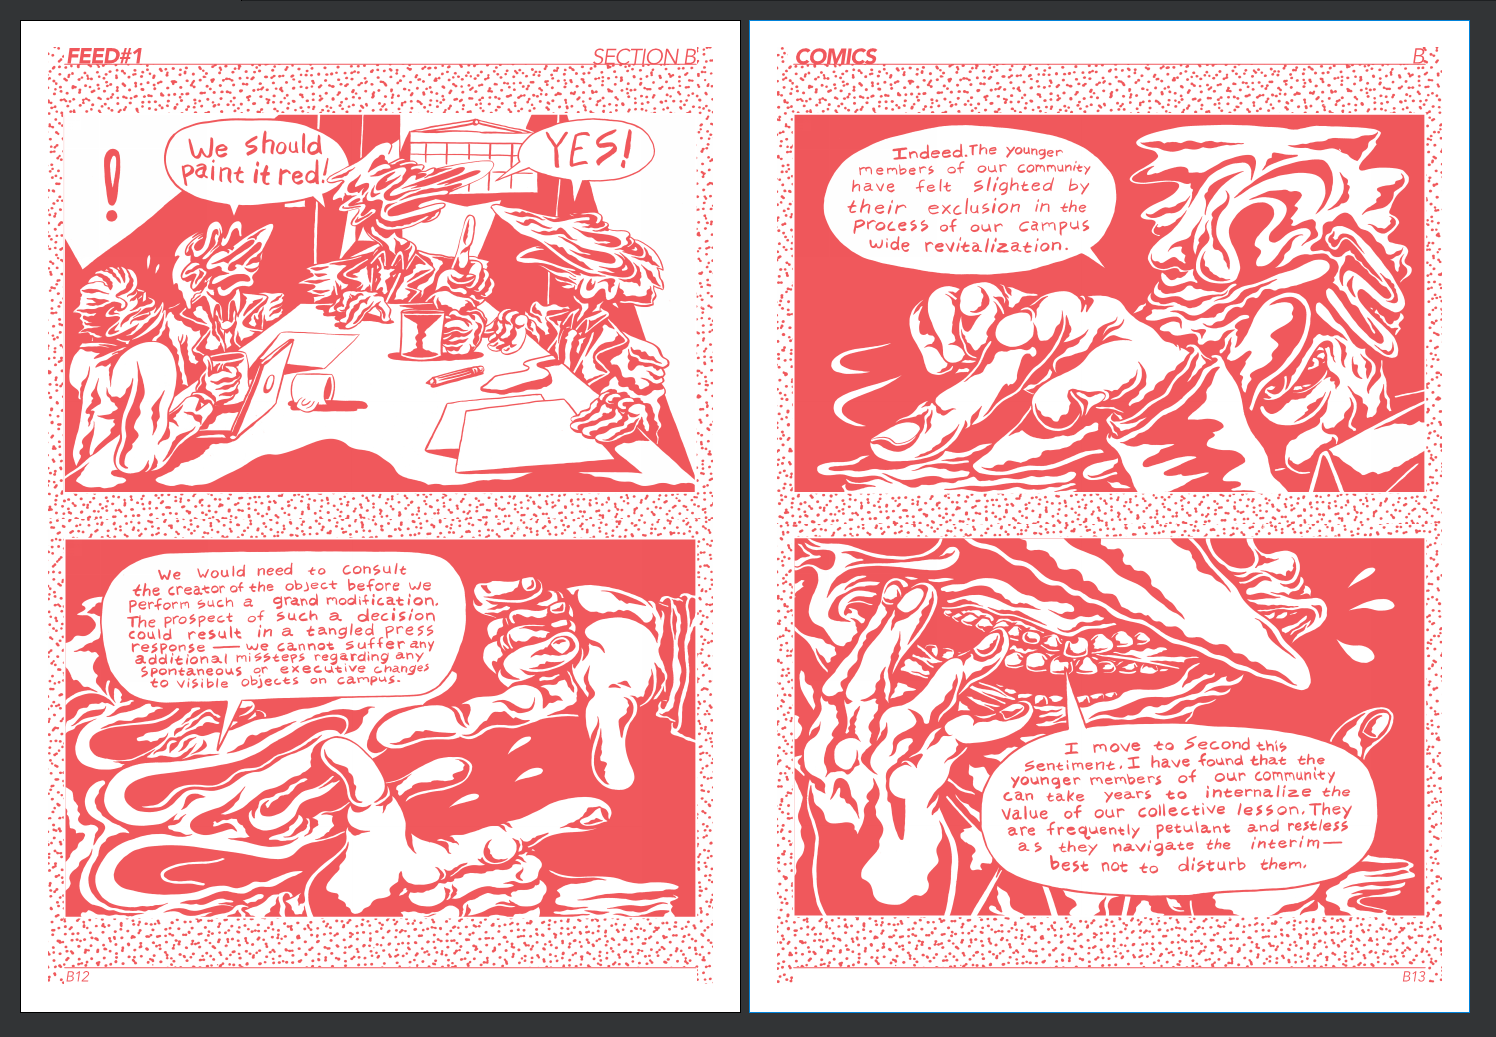 FEED#1
SECTION B
!
We should
paint it red!
YES!
We would need to consult
the creator of the object before we
perform such a grand modification.
The prospect of such a decision
could result in a tangled press
response — we cannot suffer any
additional missteps regarding any
spontaneous or executive changes
to visible objects on campus.
B12
COMICS
B
Indeed. The younger
members of our community
have felt slighted by
their exclusion in the
process of our campus
wide revitalization.
I move to second this
sentiment. I have found that the
younger members of our community
can take years to internalize the
value of our collective lesson. They
are frequently petulant and restless
as they navigate the interim—
best not to disturb them.
B13